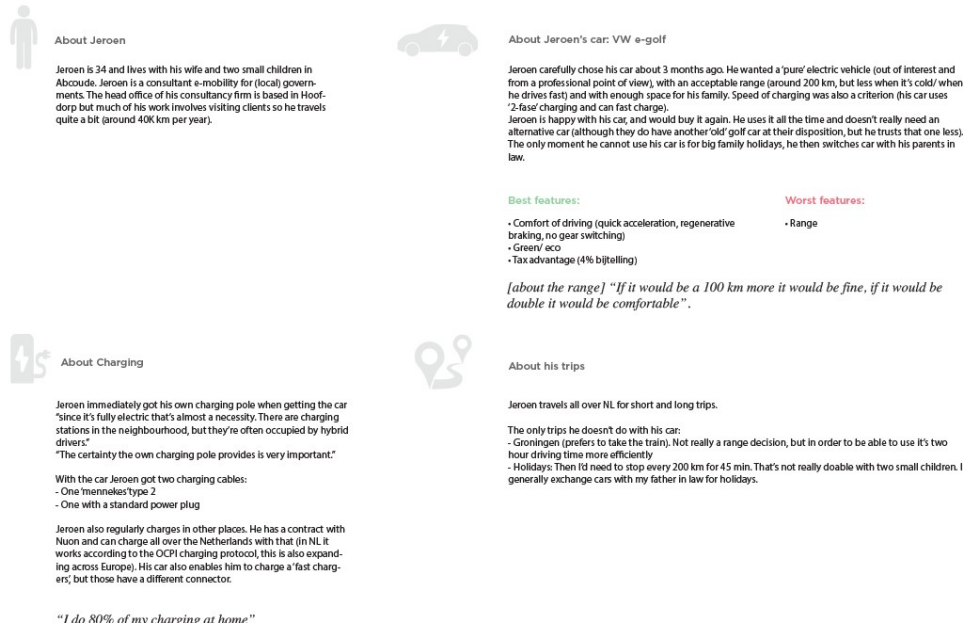 About Jeroen
Jeroen is 34 and lives with his wife and two small children in
Abcoude. Jeroen is a consultant e-mobility for (local) govern-
ments. The head office of his consultancy firm is based in Hoof-
dorp but much of his work involves visiting clients so he travels
quite a bit (around 40K km per year).
About Jeroen's car: VW e-golf
Jeroen carefully chose his car about 3 months ago. He wanted a 'pure' electric vehicle (out of interest and
from a professional point of view), with an acceptable range (around 200 km, but less when it's cold/ when
he drives fast) and with enough space for his family. Speed of charging was also a criterion (his car uses
'2-fase' charging and can fast charge).
Jeroen is happy with his car, and would buy it again. He uses it all the time and doesn't really need an
alternative car (although they do have another 'old' golf car at their disposition, but he trusts that one less).
The only moment he cannot use his car is for big family holidays, he then switches car with his parents in
law.
Best features:
• Comfort of driving (quick acceleration, regenerative
braking, no gear switching)
• Green/ eco
• Tax advantage (4% bijtelling)
Worst features:
• Range
[about the range] "If it would be a 100 km more it would be fine, if it would be
double it would be comfortable".
About Charging
Jeroen immediately got his own charging pole when getting the car
"since it's fully electric that's almost a necessity. There are charging
stations in the neighbourhood, but they're often occupied by hybrid
drivers."
"The certainty the own charging pole provides is very important."
With the car Jeroen got two charging cables:
- One 'mennekes' type 2
- One with a standard power plug
Jeroen also regularly charges in other places. He has a contract with
Nuon and can charge all over the Netherlands with that (in NL it
works according to the OCPI charging protocol, this is also expand-
ing across Europe). His car also enables him to charge a 'fast charg-
ers', but those have a different connector.
"I do 80% of my charging at home"
About his trips
Jeroen travels all over NL for short and long trips.
The only trips he doesn't do with his car:
- Groningen (prefers to take the train). Not really a range decision, but in order to be able to use it's two
hour driving time more efficiently
- Holidays: Then I'd need to stop every 200 km for 45 min. That's not really doable with two small children. I
generally exchange cars with my father in law for holidays.